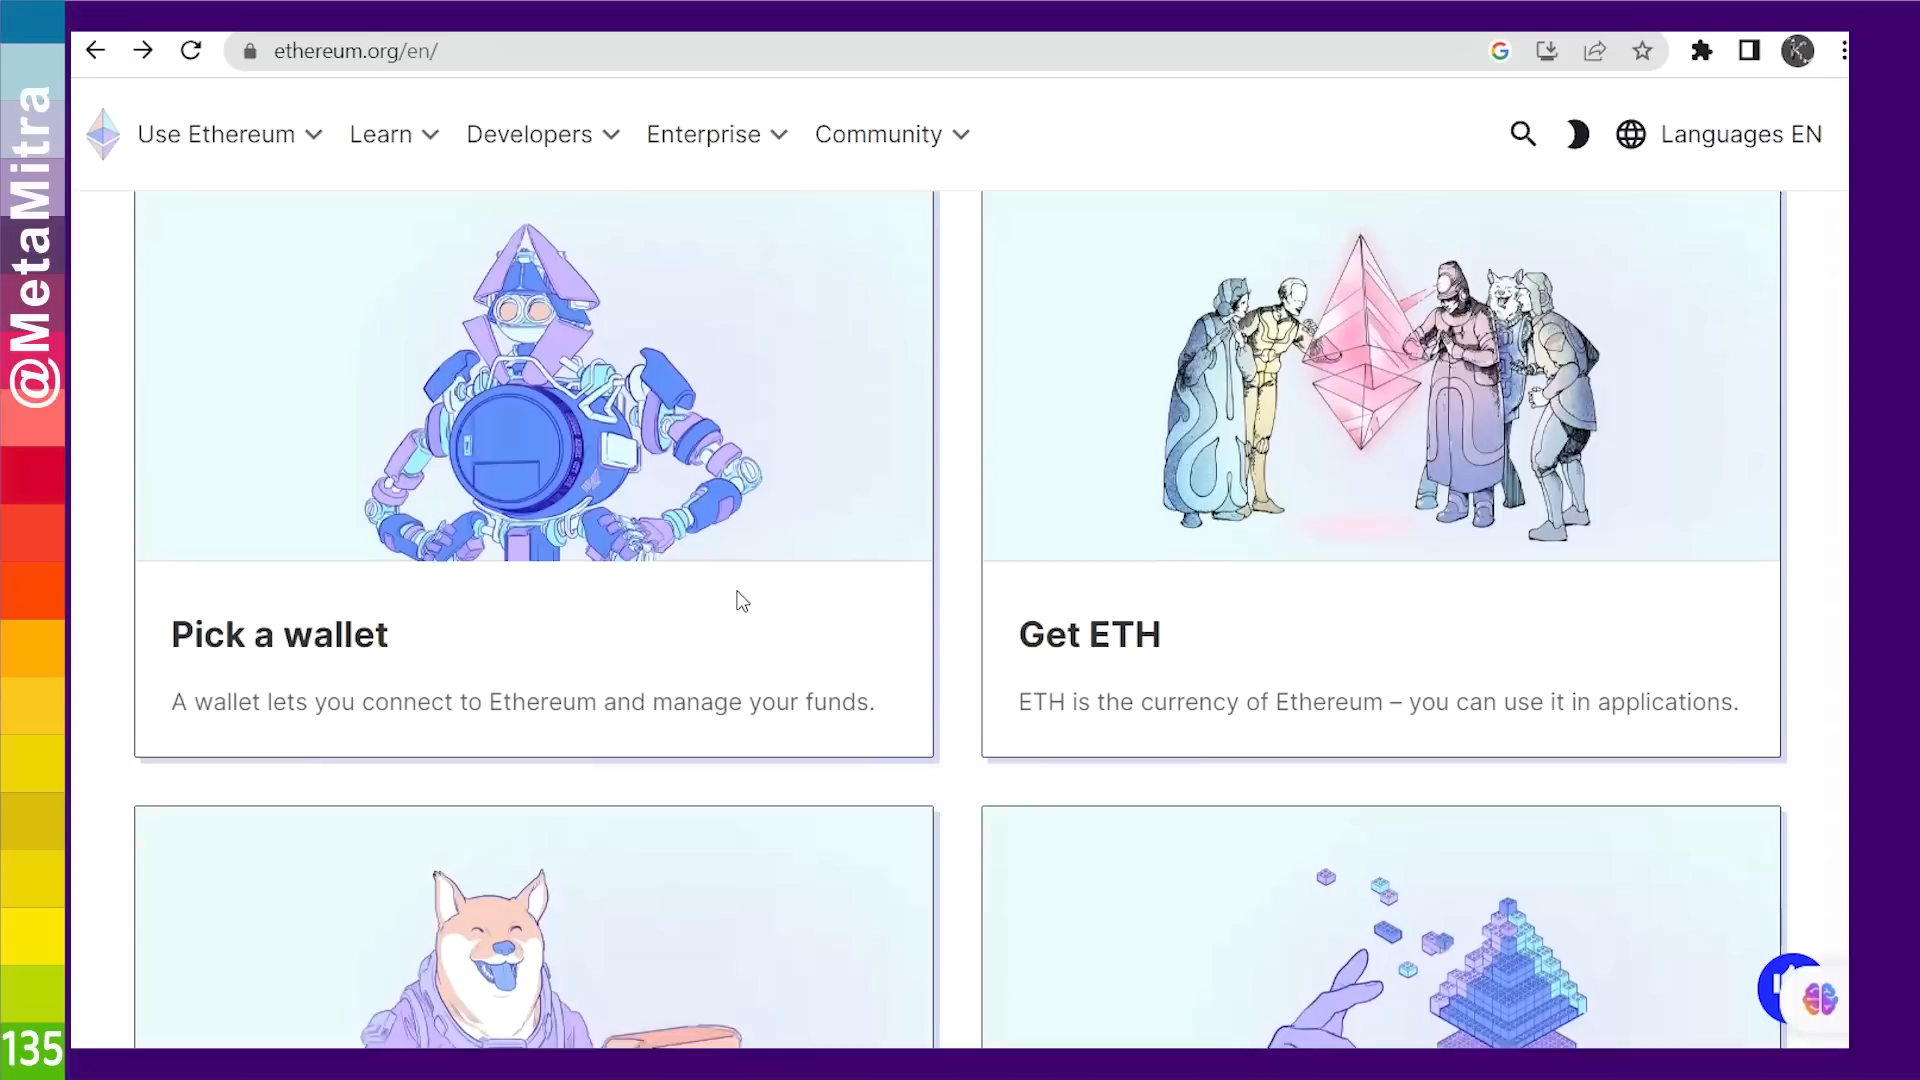 @MetaMitra
135
ethereum.org/en/
Use Ethereum
Learn
Developers
Enterprise
Community
Languages EN
Pick a wallet
A wallet lets you connect to Ethereum and manage your funds.
Get ETH
ETH is the currency of Ethereum – you can use it in applications.